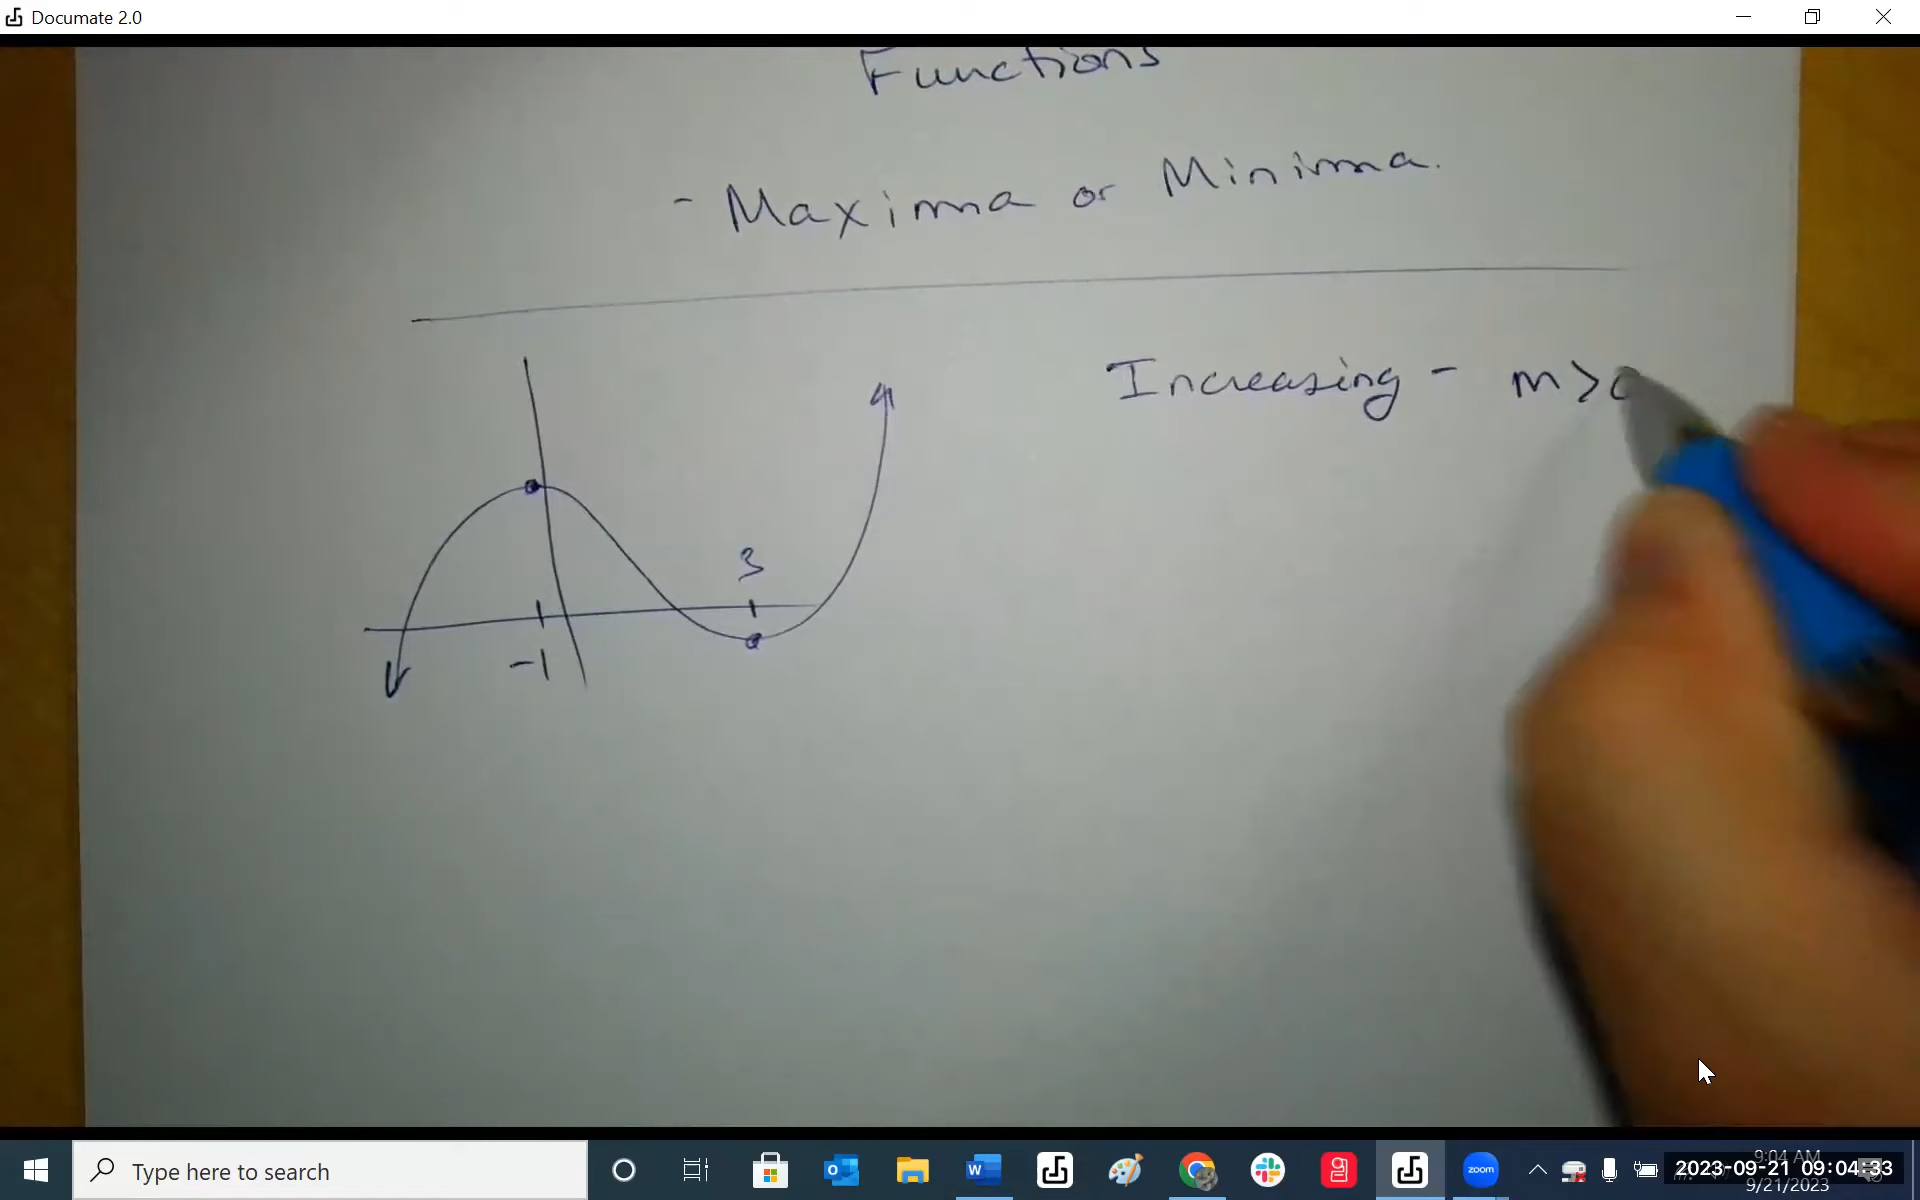 Documate 2.0
Functions
- Maxima or Minima.
Increasing - m>0
3
-1
Type here to search
zoom
9:04 AM
2023-09-21 09:04:33
9/21/2023